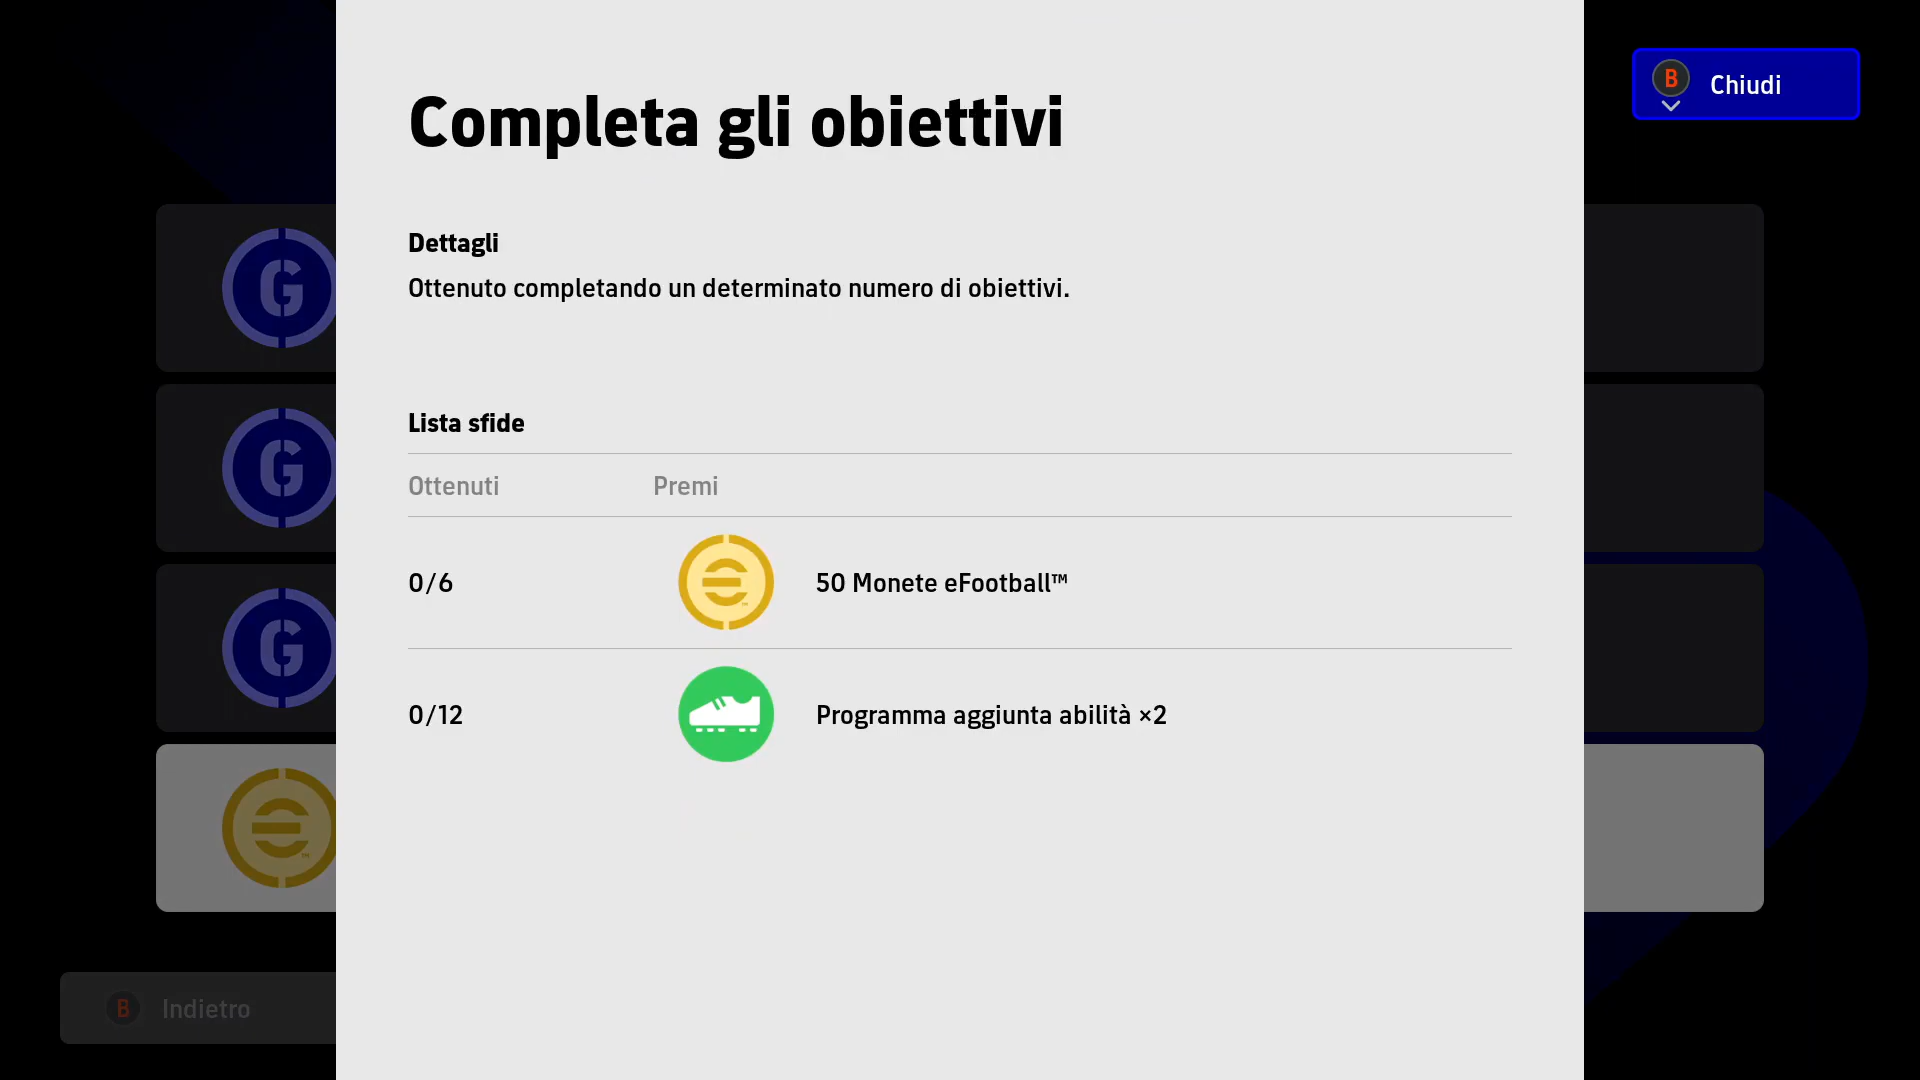 Completa gli obiettivi
B Chiudi
Dettagli
Ottenuto completando un determinato numero di obiettivi.
Lista sfide
Ottenuti Premi
0/6 50 Monete eFootball™
0/12 Programma aggiunta abilità ×2
G
G
G
B Indietro